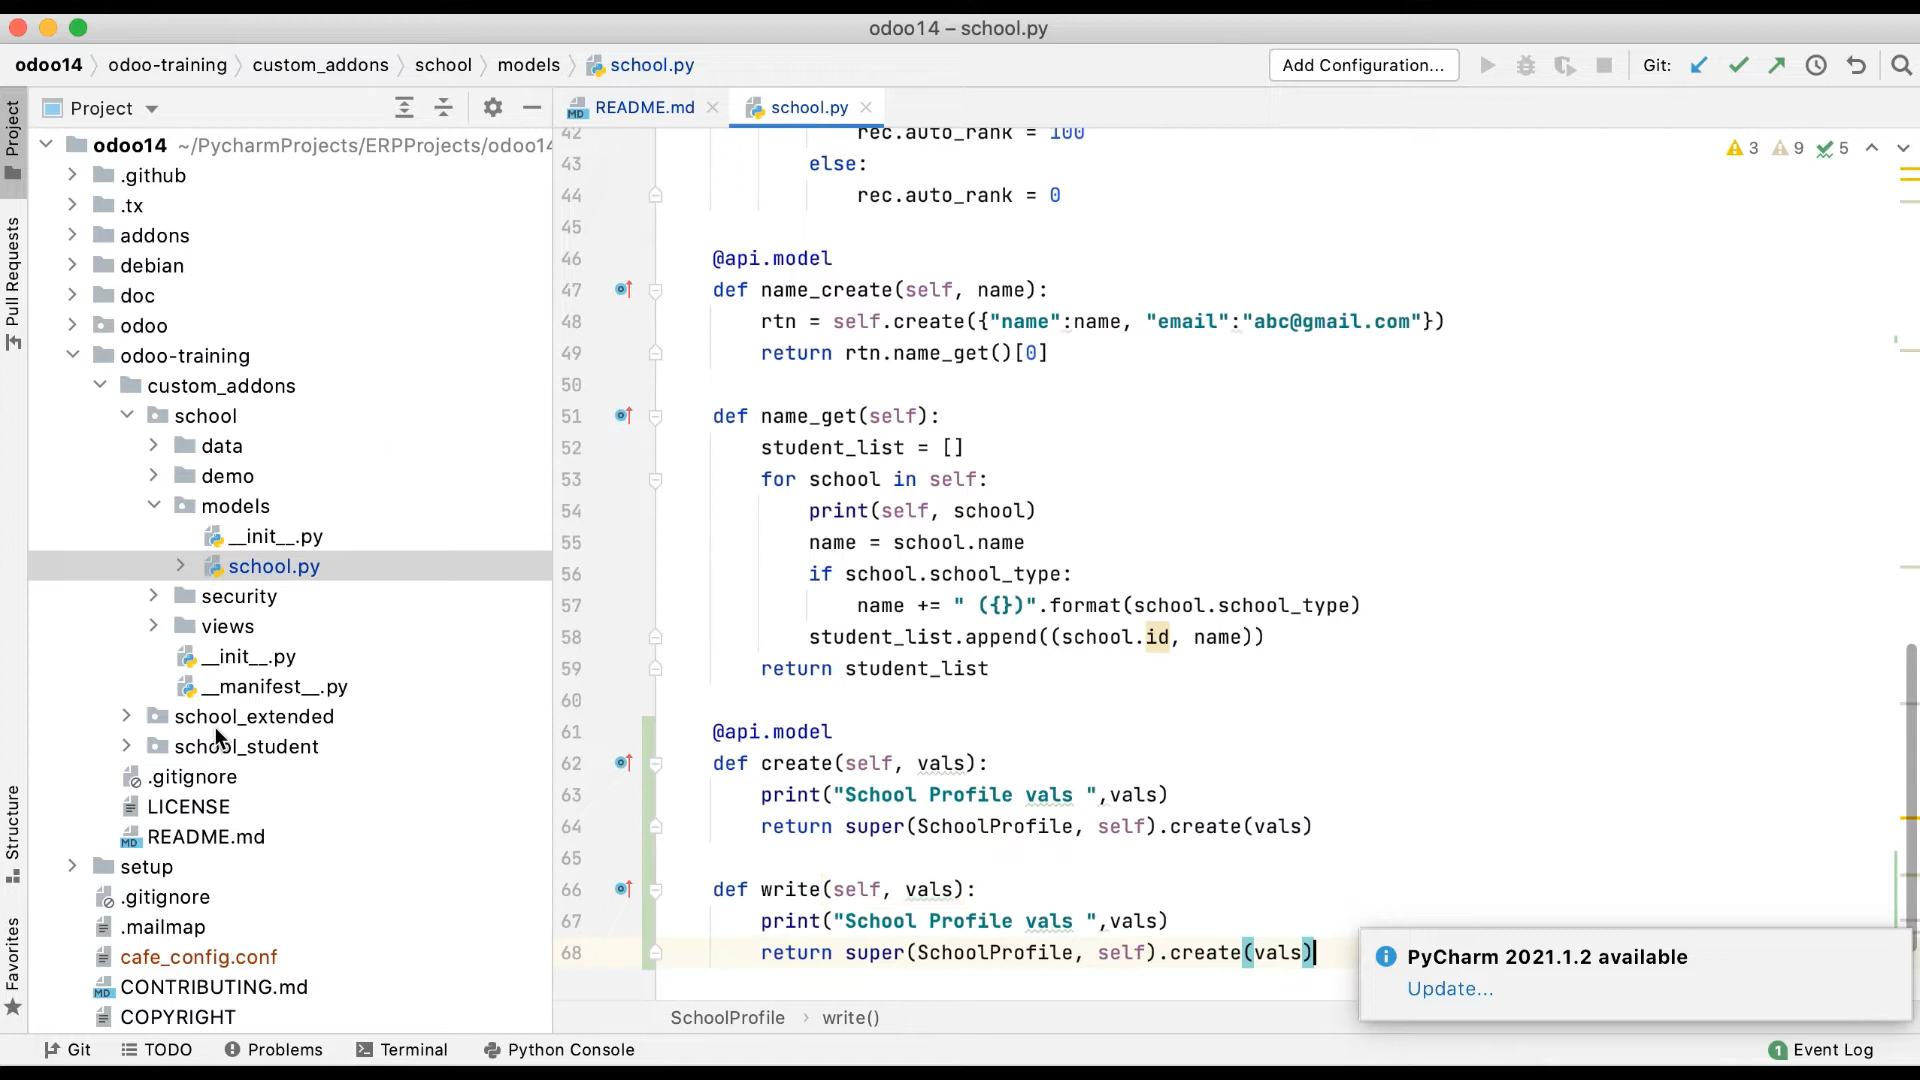 odoo14 – school.py
odoo14 odoo-training custom_addons school models school.py
Add Configuration...
Git:
Project
Pull Requests
Structure
Favorites
Project
README.md
school.py
3 9 5
odoo14 ~/PycharmProjects/ERPProjects/odoo14
.github
.tx
addons
debian
doc
odoo
odoo-training
custom_addons
school
data
demo
models
__init__.py
school.py
security
views
__init__.py
__manifest__.py
school_extended
school_student
.gitignore
LICENSE
README.md
setup
.gitignore
.mailmap
cafe_config.conf
CONTRIBUTING.md
COPYRIGHT
42 rec.auto_rank = 100
43 else:
44 rec.auto_rank = 0
45
46 @api.model
47 def name_create(self, name):
48 rtn = self.create({"name":name, "email":"abc@gmail.com"})
49 return rtn.name_get()[0]
50
51 def name_get(self):
52 student_list = []
53 for school in self:
54 print(self, school)
55 name = school.name
56 if school.school_type:
57 name += " ({})".format(school.school_type)
58 student_list.append((school.id, name))
59 return student_list
60
61 @api.model
62 def create(self, vals):
63 print("School Profile vals ",vals)
64 return super(SchoolProfile, self).create(vals)
65
66 def write(self, vals):
67 print("School Profile vals ",vals)
68 return super(SchoolProfile, self).create(vals)
PyCharm 2021.1.2 available
Update...
SchoolProfile write()
Git TODO Problems Terminal Python Console
1 Event Log